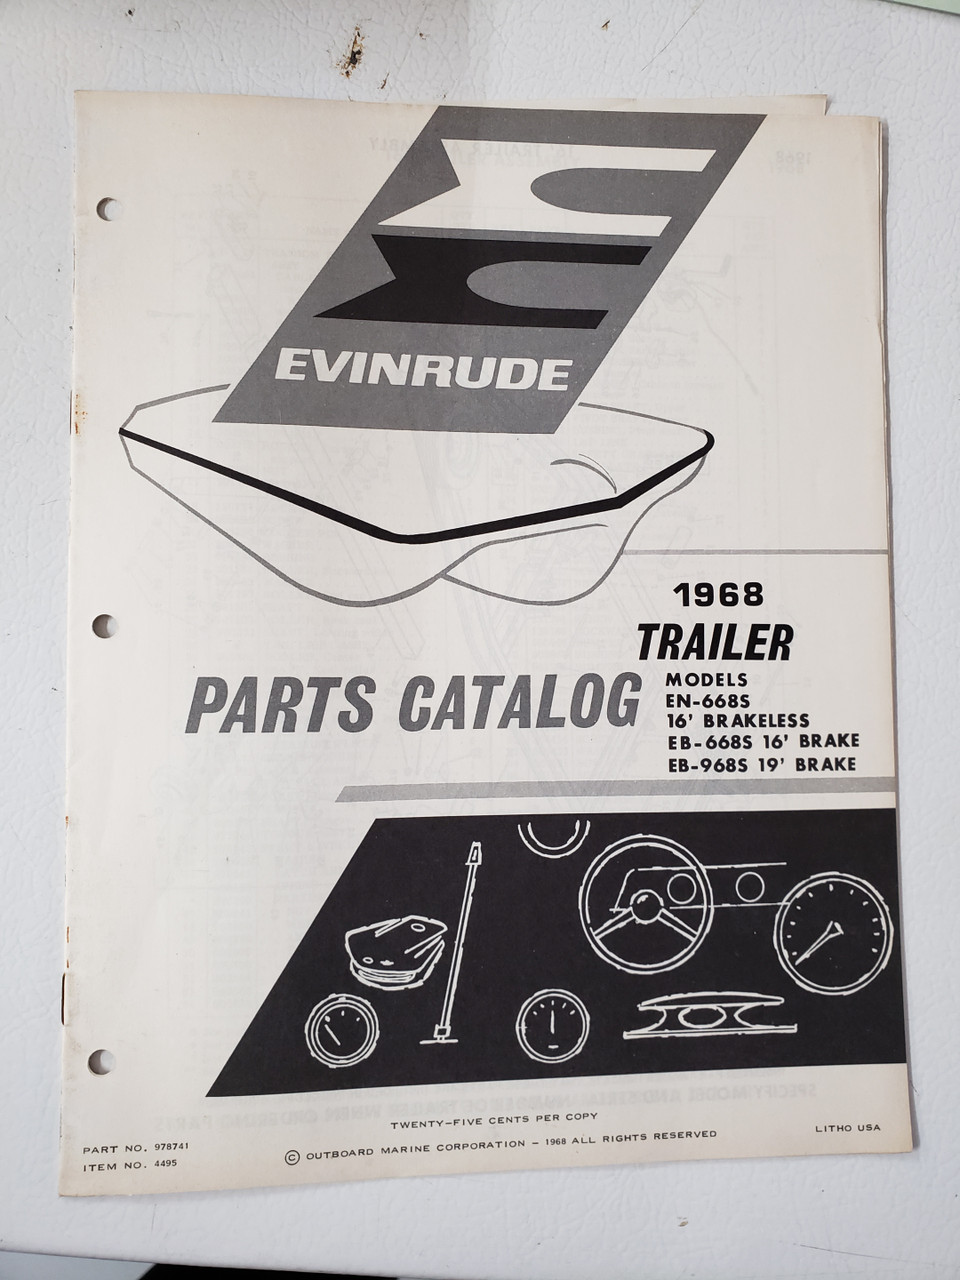 EVINRUDE
1968
TRAILER
PARTS CATALOG
MODELS
EN-668S
16' BRAKELESS
EB-668S 16' BRAKE
EB-968S 19' BRAKE
TWENTY-FIVE CENTS PER COPY
PART NO. 978741
ITEM NO. 4495
© OUTBOARD MARINE CORPORATION – 1968 ALL RIGHTS RESERVED
LITHO USA